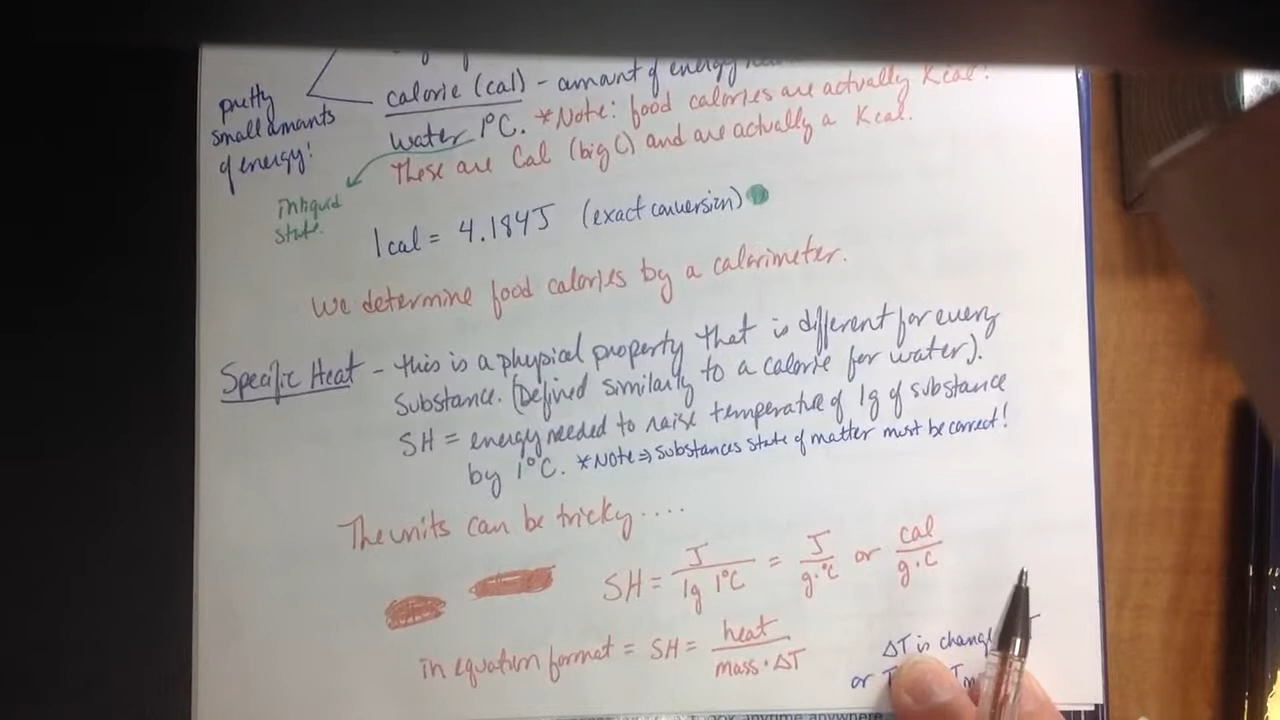 calorie (cal) - amount of energy
water 1°C. *Note: food calories are actually Kcal!
These are Cal (big C) and are actually a Kcal.
pretty
small amants
of energy!
in liquid
state.
1 cal = 4.184J (exact conversion)
We determine food calories by a calorimeter.
Specific Heat - this is a physical property that is different for every
substance. (Defined similarly to a calorie for water).
SH = energy needed to raise temperature of 1g of substance
by 1°C. *Note ⇒ substances state of matter must be correct!
The units can be tricky....
SH = J / 1g 1°C = J / g·°C or cal / g·C
in equation format = SH = heat / mass · ΔT
ΔT is chang
or
anytime anywhere